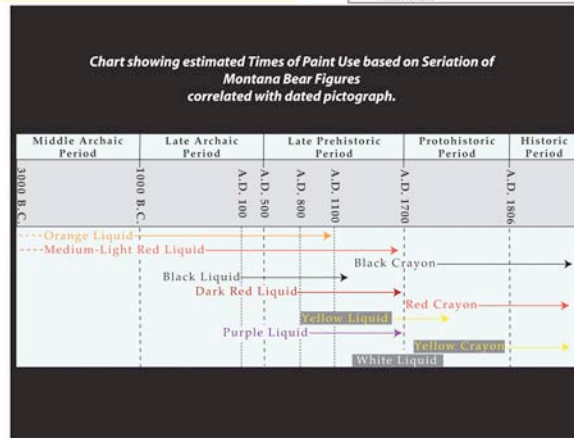 Chart showing estimated Times of Paint Use based on Seriation of
Montana Bear Figures
correlated with dated pictograph.
Middle Archaic Period
Late Archaic Period
Late Prehistoric Period
Protohistoric Period
Historic Period
3000 B.C.
1000 B.C.
A.D. 100
A.D. 500
A.D. 800
A.D. 1100
A.D. 1700
A.D. 1806
Orange Liquid
Medium-Light Red Liquid
Black Crayon
Black Liquid
Dark Red Liquid
Red Crayon
Yellow Liquid
Purple Liquid
Yellow Crayon
White Liquid